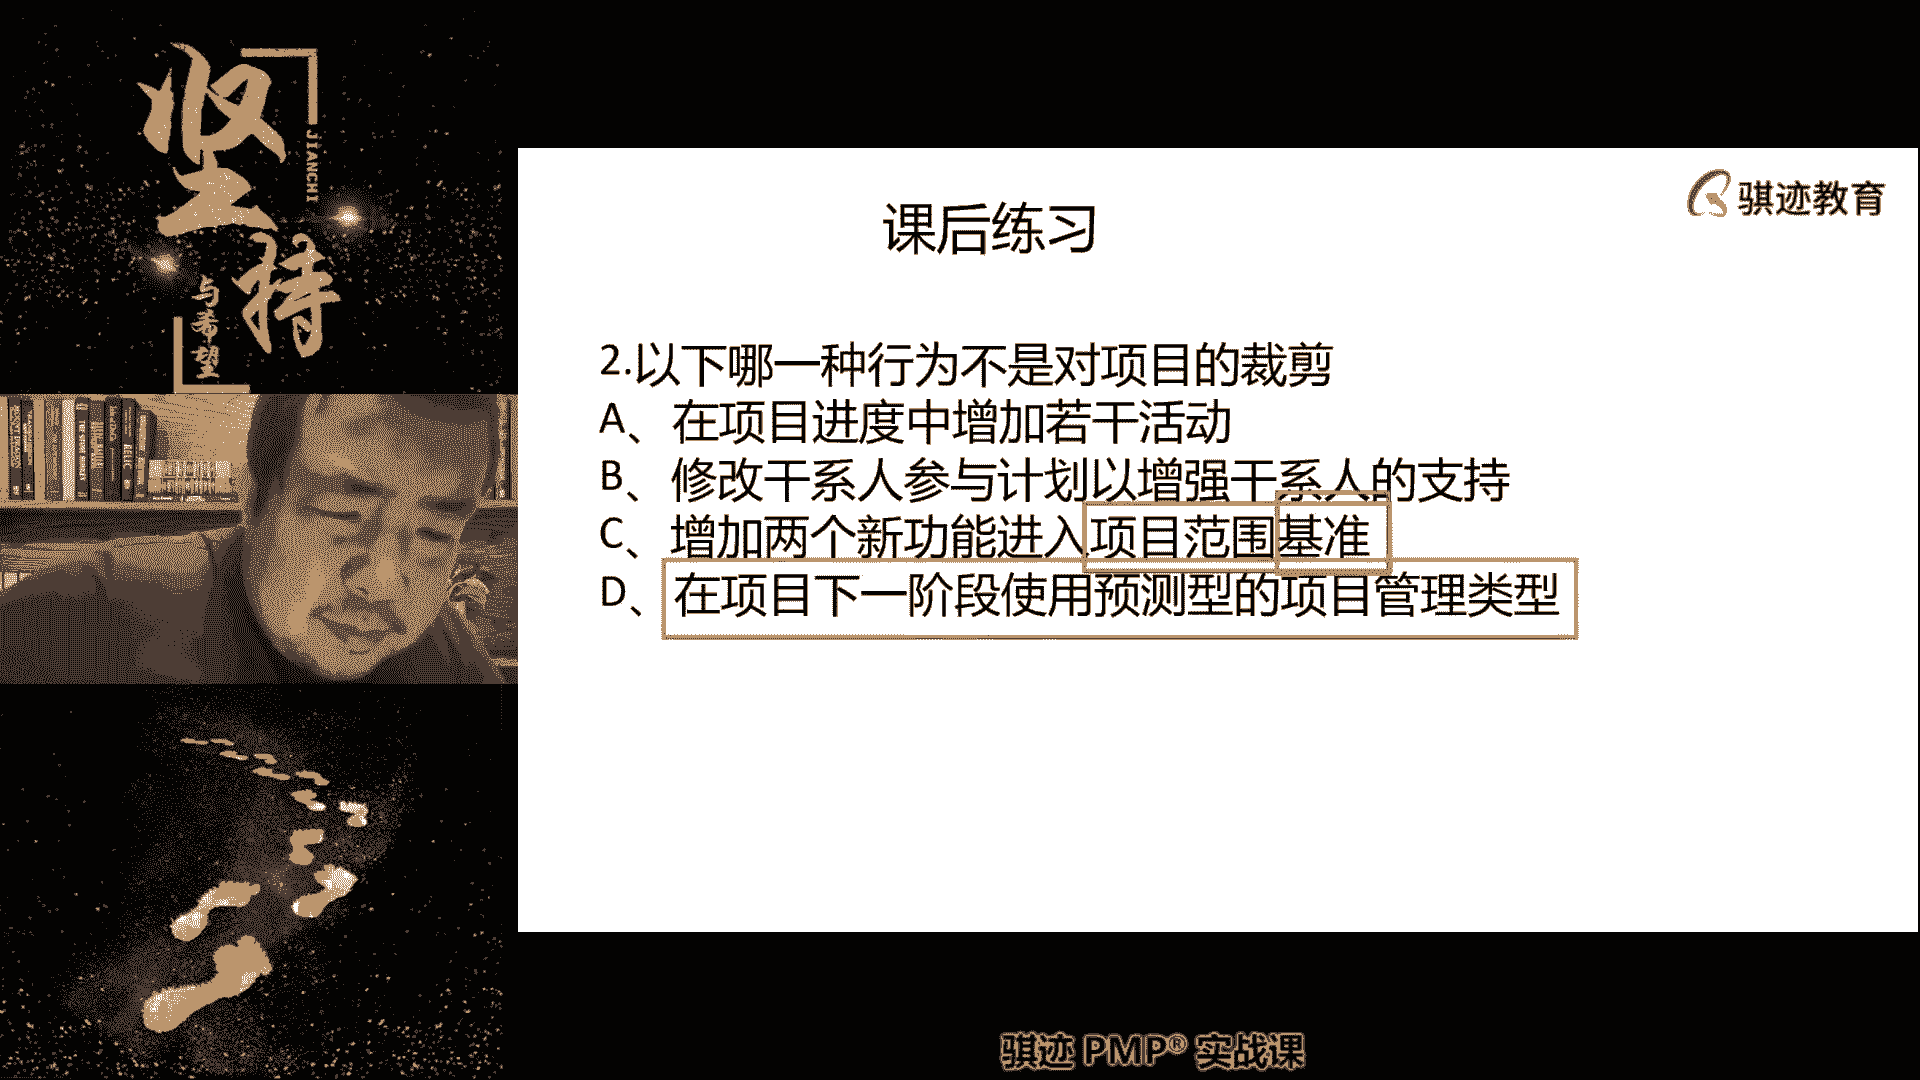 坚持
JIANCHI
与希望
骐迹教育
课后练习
2.以下哪一种行为不是对项目的裁剪
A、在项目进度中增加若干活动
B、修改干系人参与计划以增强干系人的支持
C、增加两个新功能进入项目范围基准
D、在项目下一阶段使用预测型的项目管理类型
RELIC
骐迹 PMP® 实战课